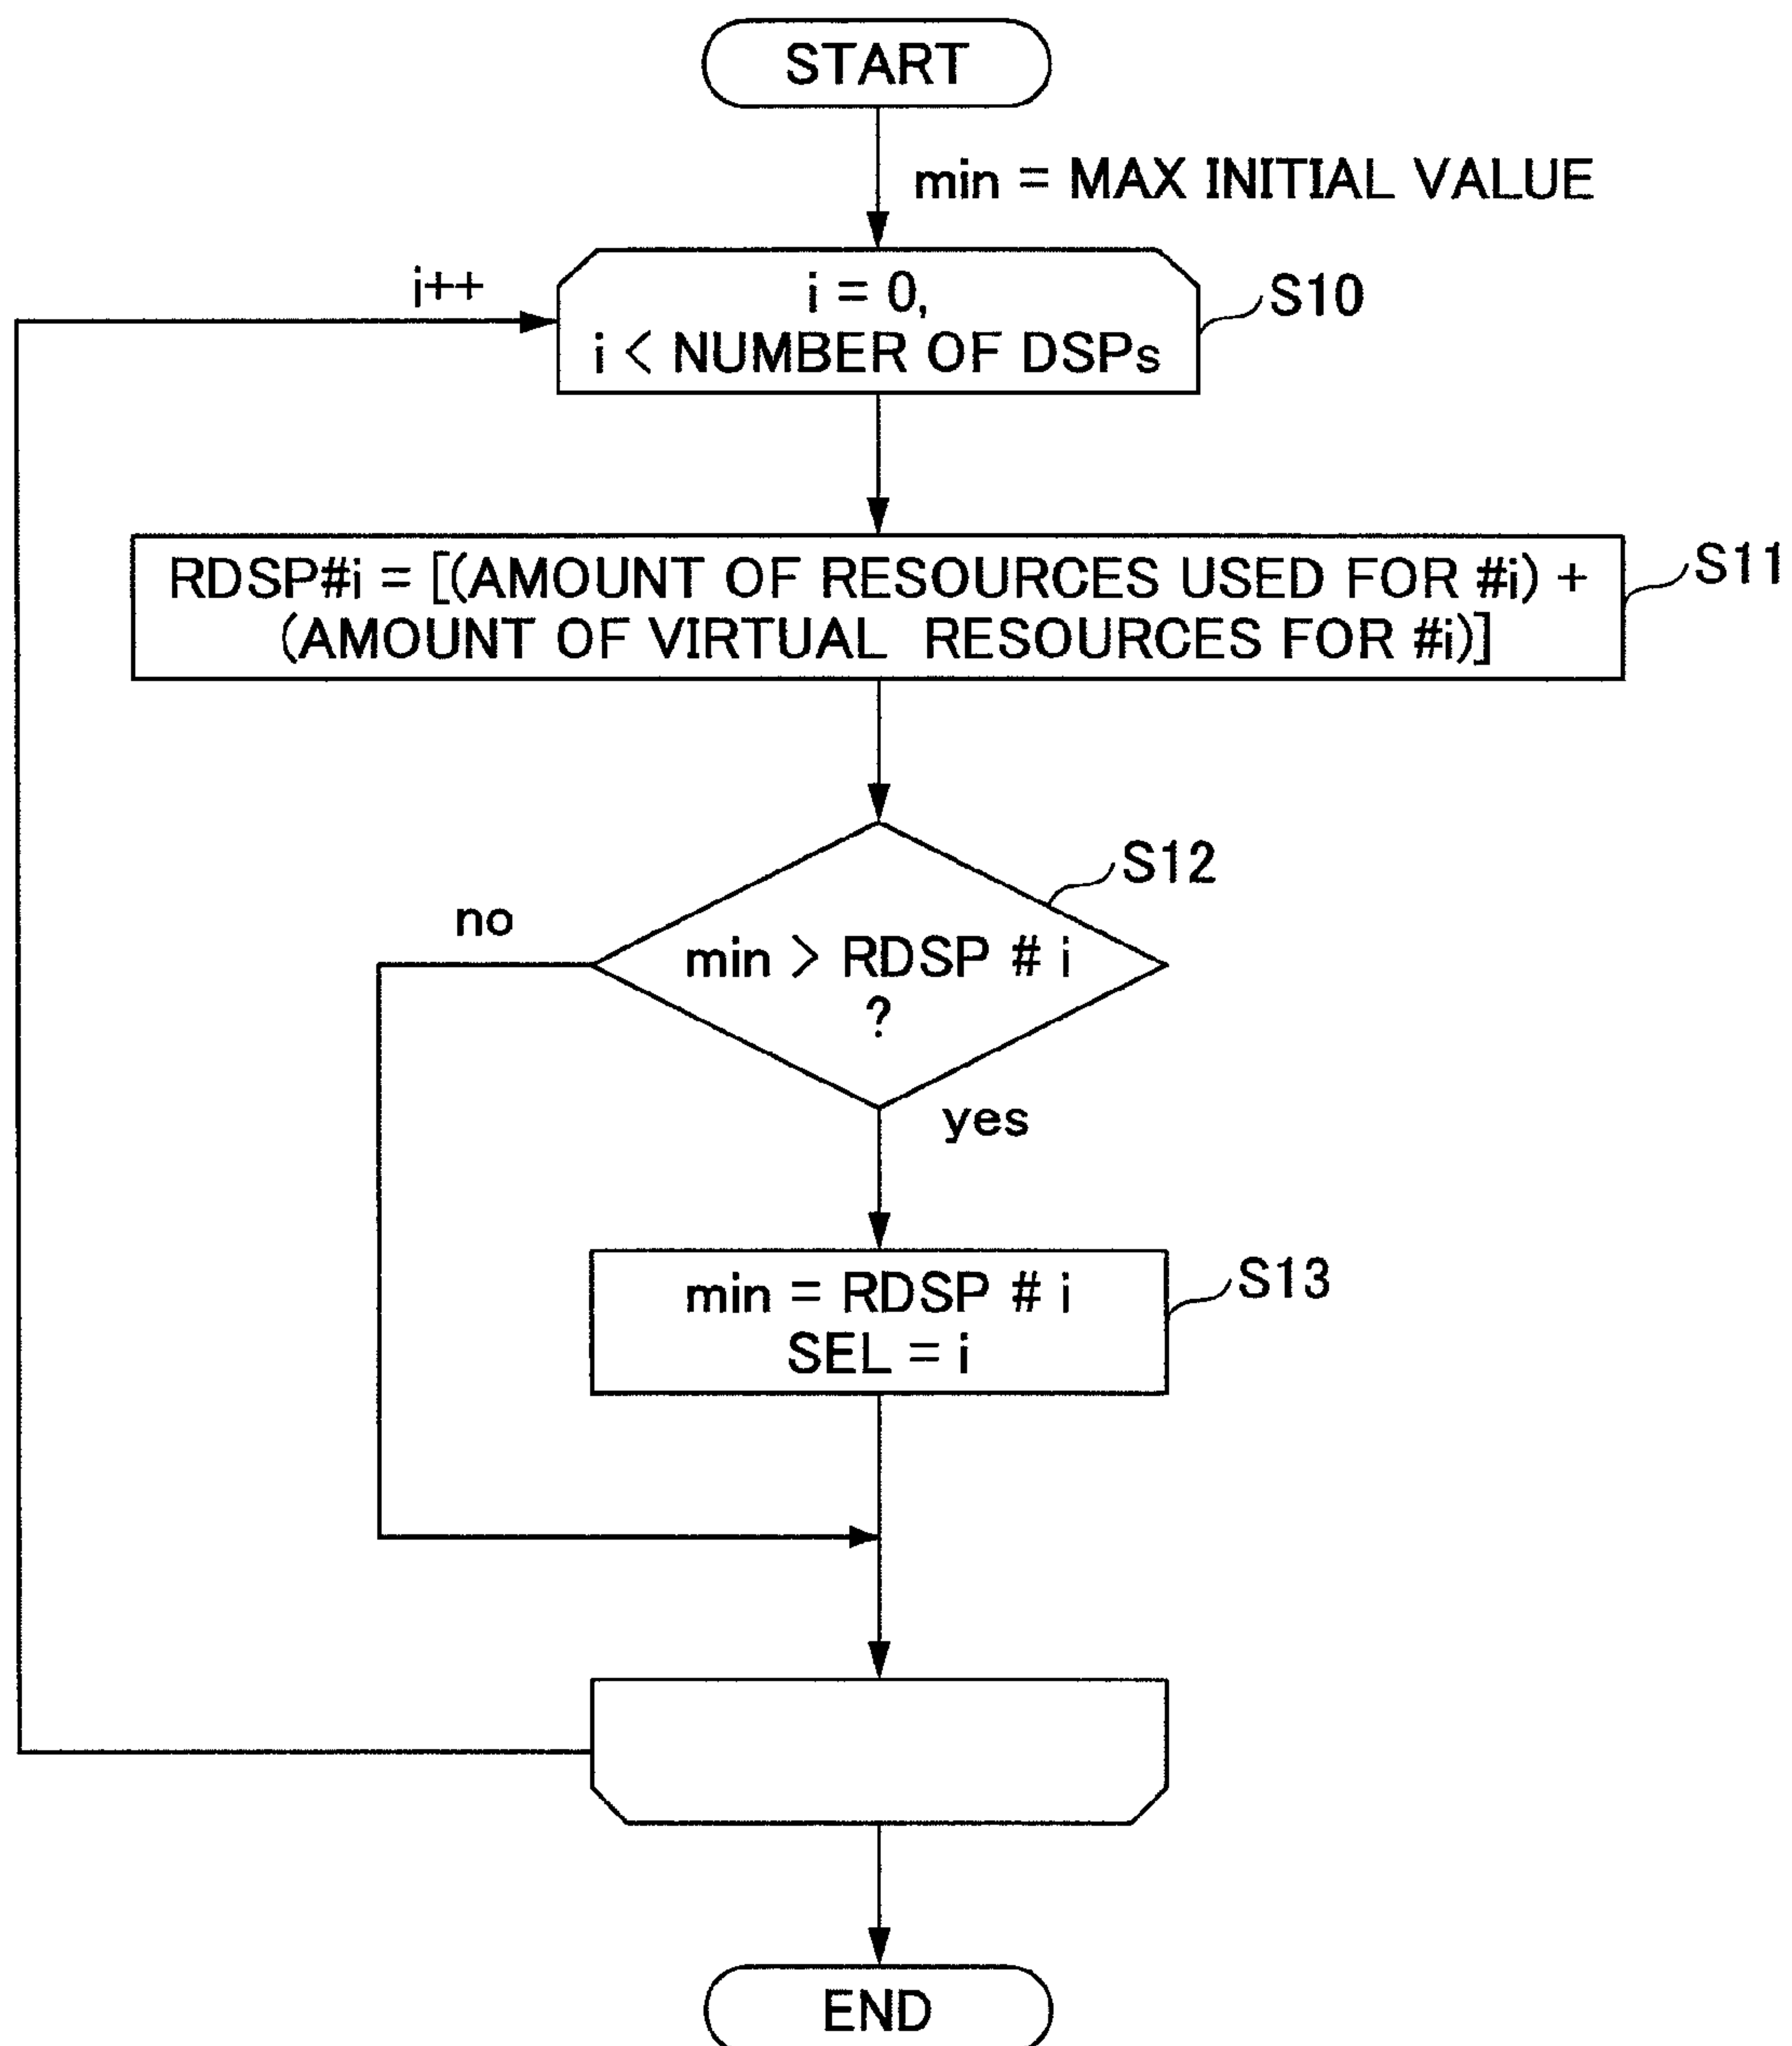 START
min = MAX INITIAL VALUE
i++
i = 0,
i < NUMBER OF DSPs
S10
RDSP#i = [(AMOUNT OF RESOURCES USED FOR #i) +
(AMOUNT OF VIRTUAL RESOURCES FOR #i)]
S11
S12
no
min > RDSP # i
?
yes
min = RDSP # i
SEL = i
S13
END